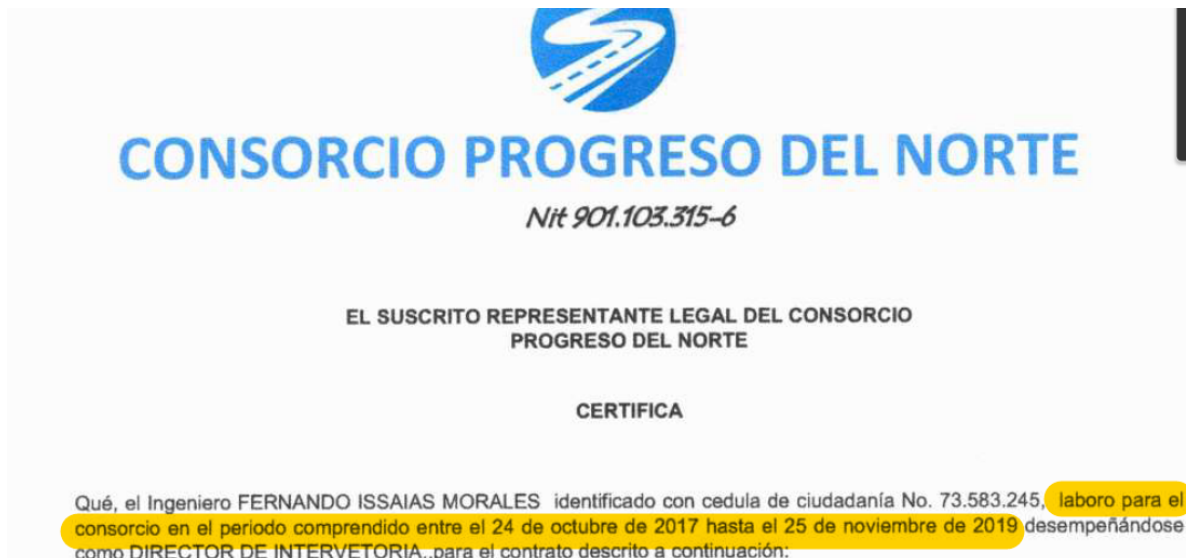 CONSORCIO PROGRESO DEL NORTE
Nit 901.103.315-6
EL SUSCRITO REPRESENTANTE LEGAL DEL CONSORCIO
PROGRESO DEL NORTE
CERTIFICA
Qué, el Ingeniero FERNANDO ISSAIAS MORALES identificado con cedula de ciudadanía No. 73.583.245, laboro para el
consorcio en el periodo comprendido entre el 24 de octubre de 2017 hasta el 25 de noviembre de 2019 desempeñándose
como DIRECTOR DE INTERVETORIA.,para el contrato descrito a continuación: